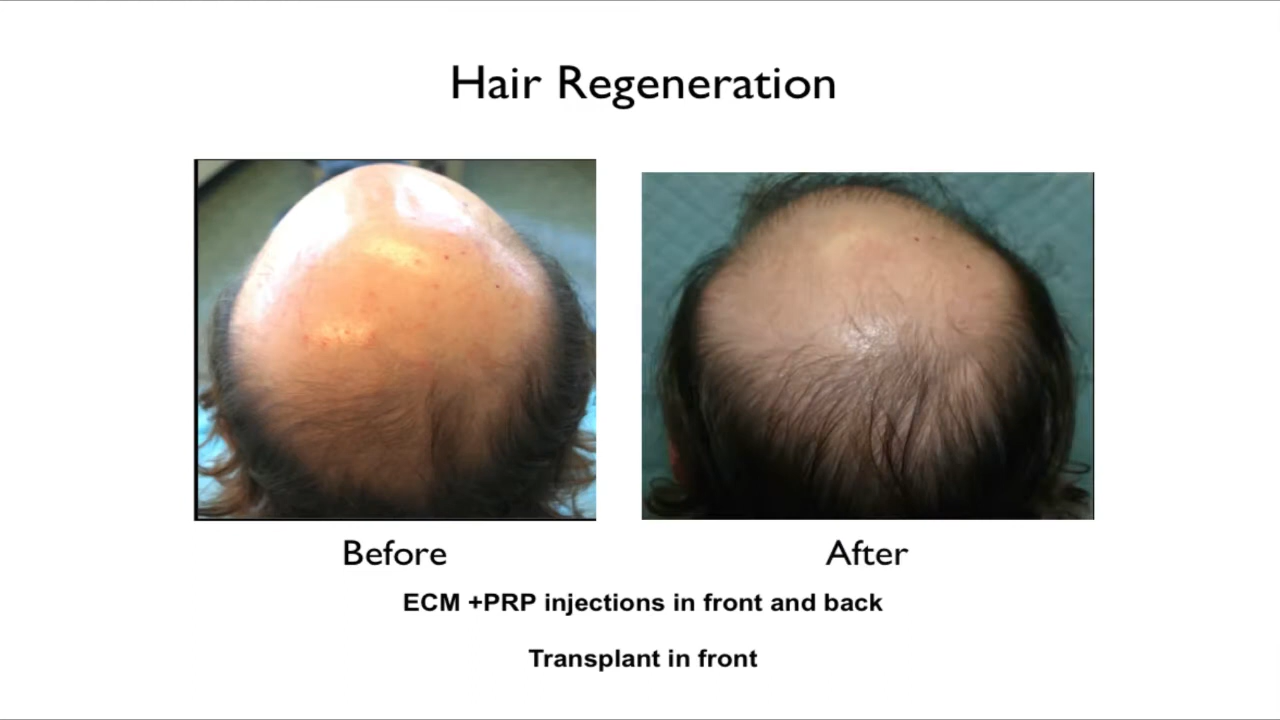 Hair Regeneration
Before
After
ECM +PRP injections in front and back
Transplant in front